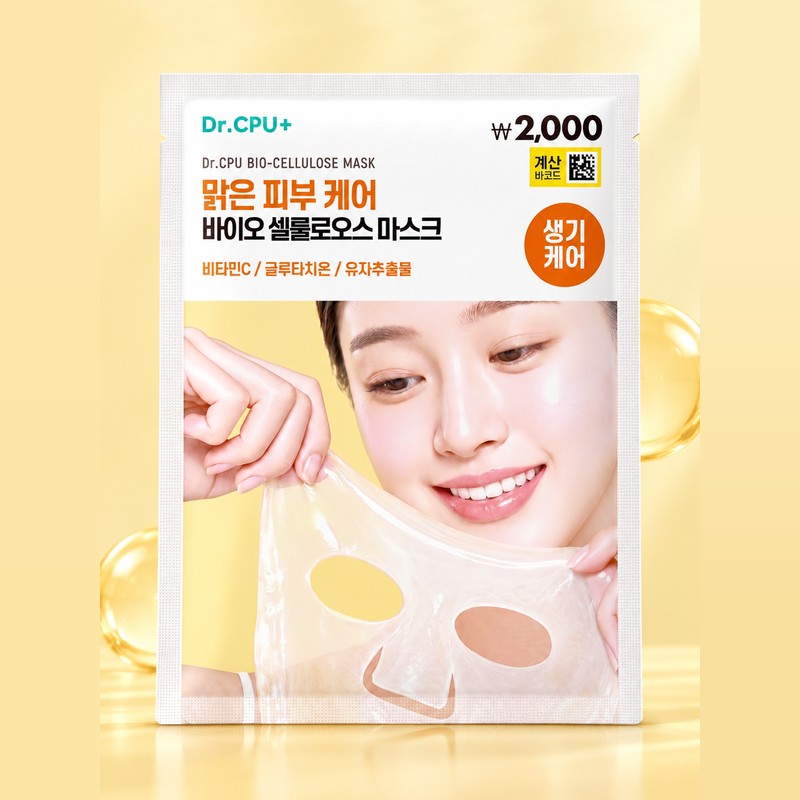 Dr.CPU+
₩2,000
계산
바코드
Dr.CPU BIO-CELLULOSE MASK
맑은 피부 케어
바이오 셀룰로오스 마스크
비타민C / 글루타치온 / 유자추출물
생기
케어